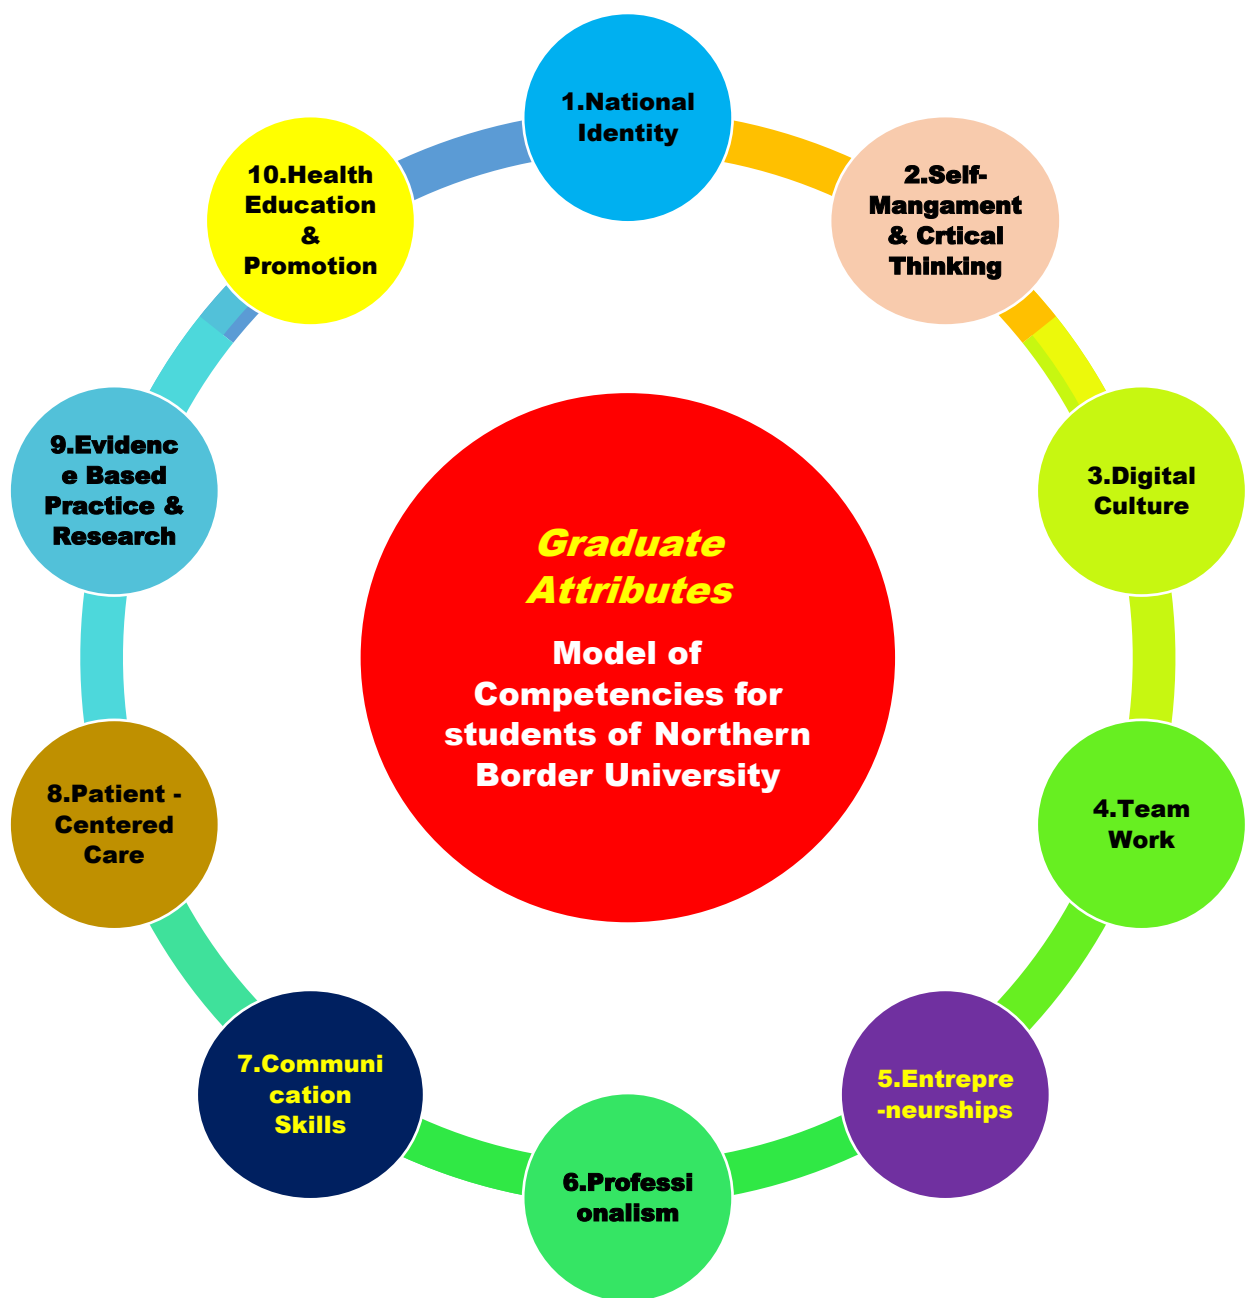 1.National
Identity
2.Self-
Mangament
& Crtical
Thinking
3.Digital
Culture
4.Team
Work
5.Entrepre
-neurships
6.Professi
onalism
7.Communi
cation
Skills
8.Patient -
Centered
Care
9.Evidenc
e Based
Practice &
Research
10.Health
Education
&
Promotion
Graduate
Attributes
Model of
Competencies for
students of Northern
Border University